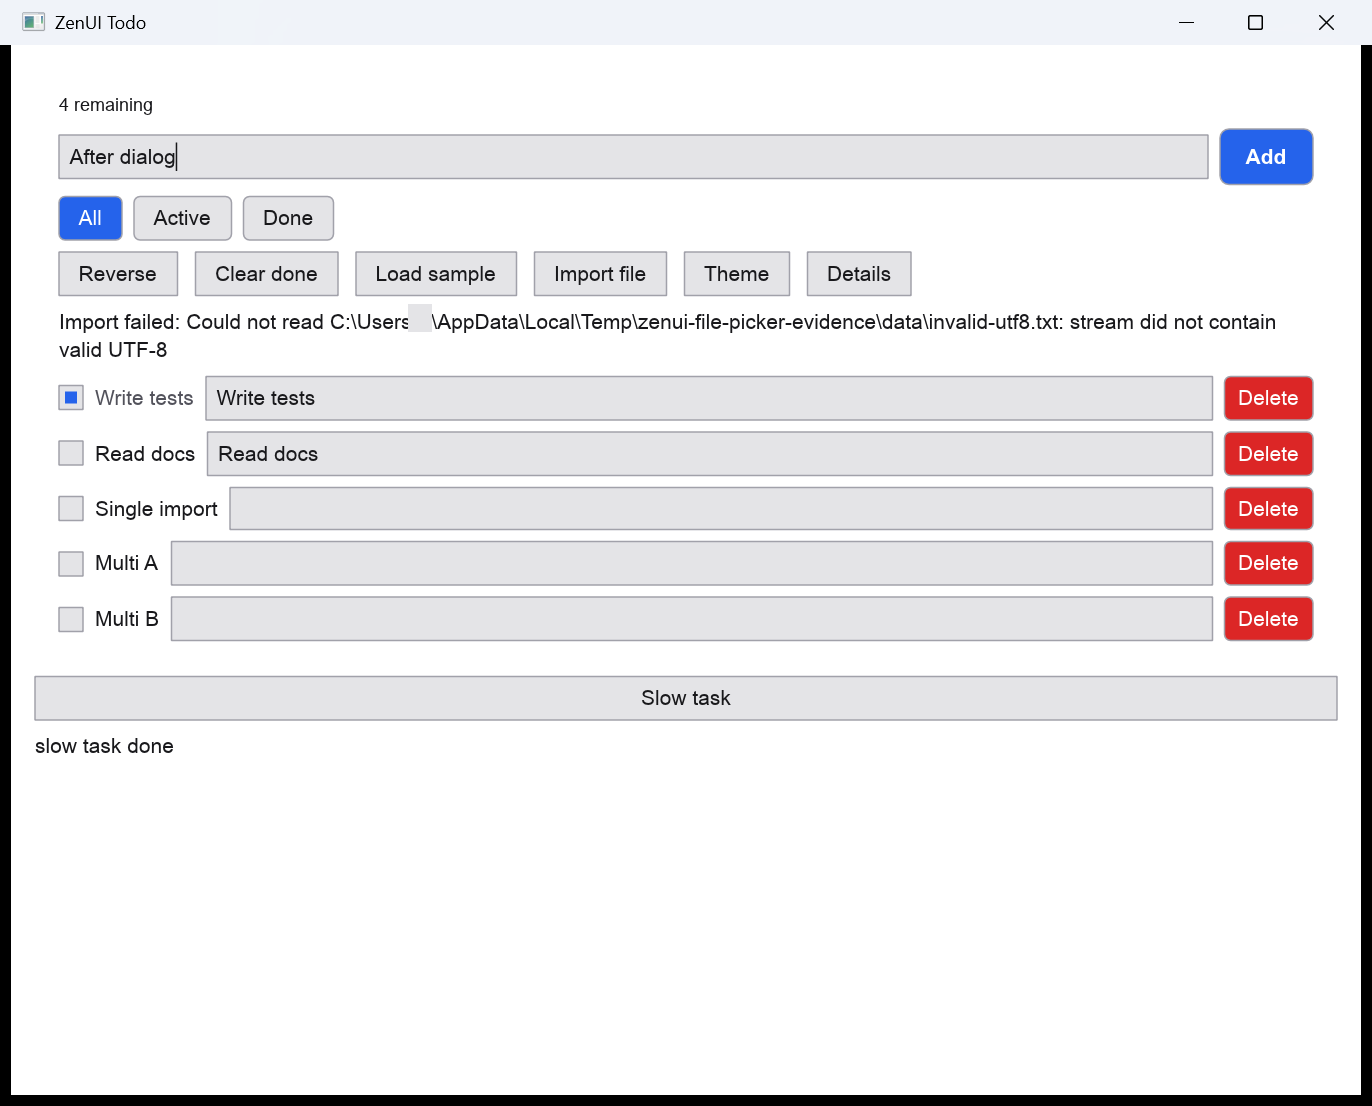 ZenUI Todo
4 remaining
After dialog
Add
All
Active
Done
Reverse
Clear done
Load sample
Import file
Theme
Details
Import failed: Could not read C:\Users \AppData\Local\Temp\zenui-file-picker-evidence\data\invalid-utf8.txt: stream did not contain
valid UTF-8
Write tests
Write tests
Delete
Read docs
Read docs
Delete
Single import
Delete
Multi A
Delete
Multi B
Delete
Slow task
slow task done